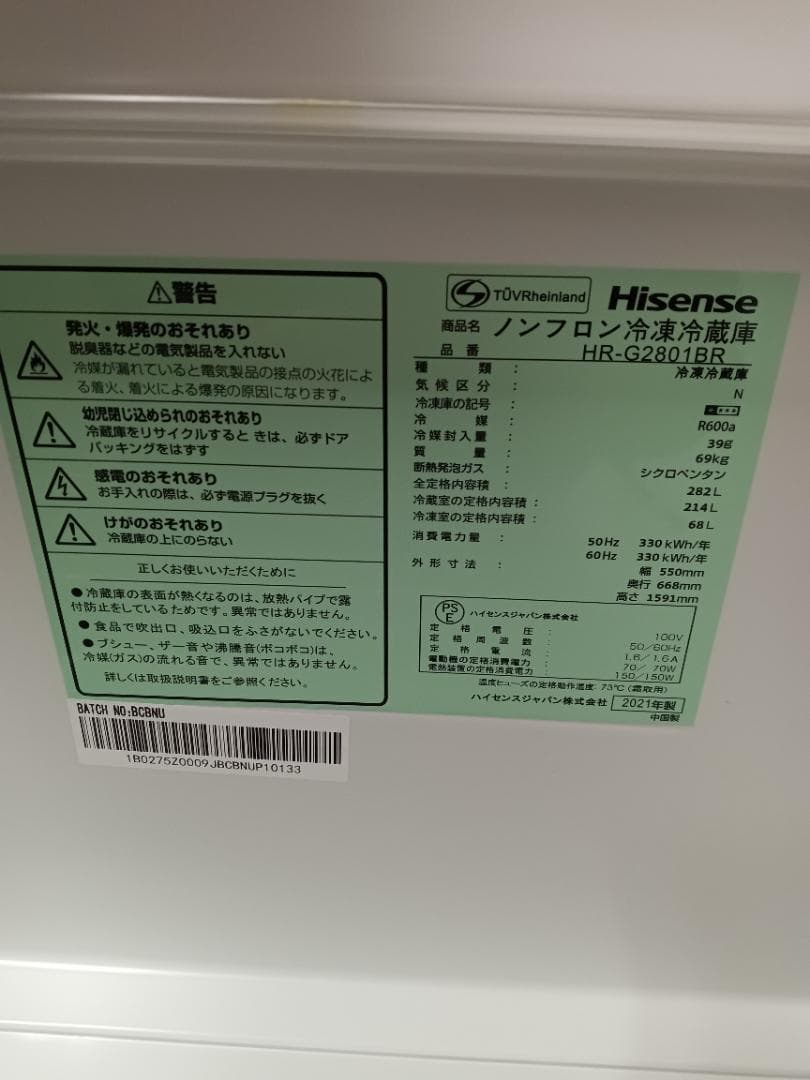 ⚠警告
発火・爆発のおそれあり
脱臭器などの電気製品を入れない
冷媒が漏れていると電気製品の接点の火花によ
る着火、着火による爆発の原因になります。
幼児閉じ込められのおそれあり
冷蔵庫をリサイクルすると きは、必ずドア
パッキングをはずす
感電のおそれあり
お手入れの際は、必ず電源プラグを抜く
けがのおそれあり
冷蔵庫の上にのらない
正しくお使いいただくために
●冷蔵庫の表面が熱くなるのは、放熱パイプで露
付防止をしているためです。異常ではありません。
●食品で吹出口、吸込口をふさがないでください。
●ブシュー、ザー音や沸騰音(ポコポコ)は、
冷媒(ガス)の流れる音で、異常ではありません。
詳しくは取扱説明書をご参照ください。
BATCH NO:BCBNU
1B0275Z0009JBCBNUP10133
TÜVRheinland Hisense
商品名 ノンフロン冷凍冷蔵庫
品番 HR-G2801BR
種類 : 冷凍冷蔵庫
気候区分 : N
冷凍庫の記号 : ****
冷媒 : R600a
冷媒封入量 : 39g
質量 : 69kg
断熱発泡ガス : シクロペンタン
全定格内容積 : 282L
冷蔵室の定格内容積 : 214L
冷凍室の定格内容積 : 68L
消費電力量 : 50Hz 330kWh/年
60Hz 330kWh/年
外形寸法 : 幅 550mm
奥行 668mm
高さ 1591mm
PSE ハイセンスジャパン株式会社
定格電圧 : 100V
定格周波数 : 50/60Hz
定格電流 : 1.6/1.6A
電動機の定格消費電力 : 70/70W
電熱装置の定格消費電力 : 150/150W
温度ヒューズの定格動作温度: 73℃(霜取用)
ハイセンスジャパン株式会社 2021年製
中国製